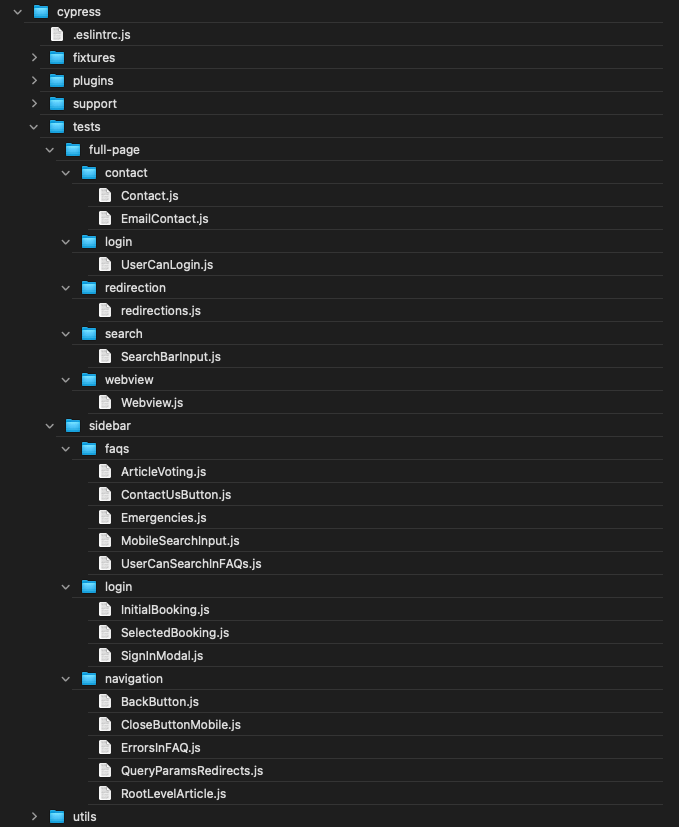 cypress
.eslintrc.js
fixtures
plugins
support
tests
full-page
contact
Contact.js
EmailContact.js
login
UserCanLogin.js
redirection
redirections.js
search
SearchBarInput.js
webview
Webview.js
sidebar
faqs
ArticleVoting.js
ContactUsButton.js
Emergencies.js
MobileSearchInput.js
UserCanSearchInFAQs.js
login
InitialBooking.js
SelectedBooking.js
SignInModal.js
navigation
BackButton.js
CloseButtonMobile.js
ErrorsInFAQ.js
QueryParamsRedirects.js
RootLevelArticle.js
utils